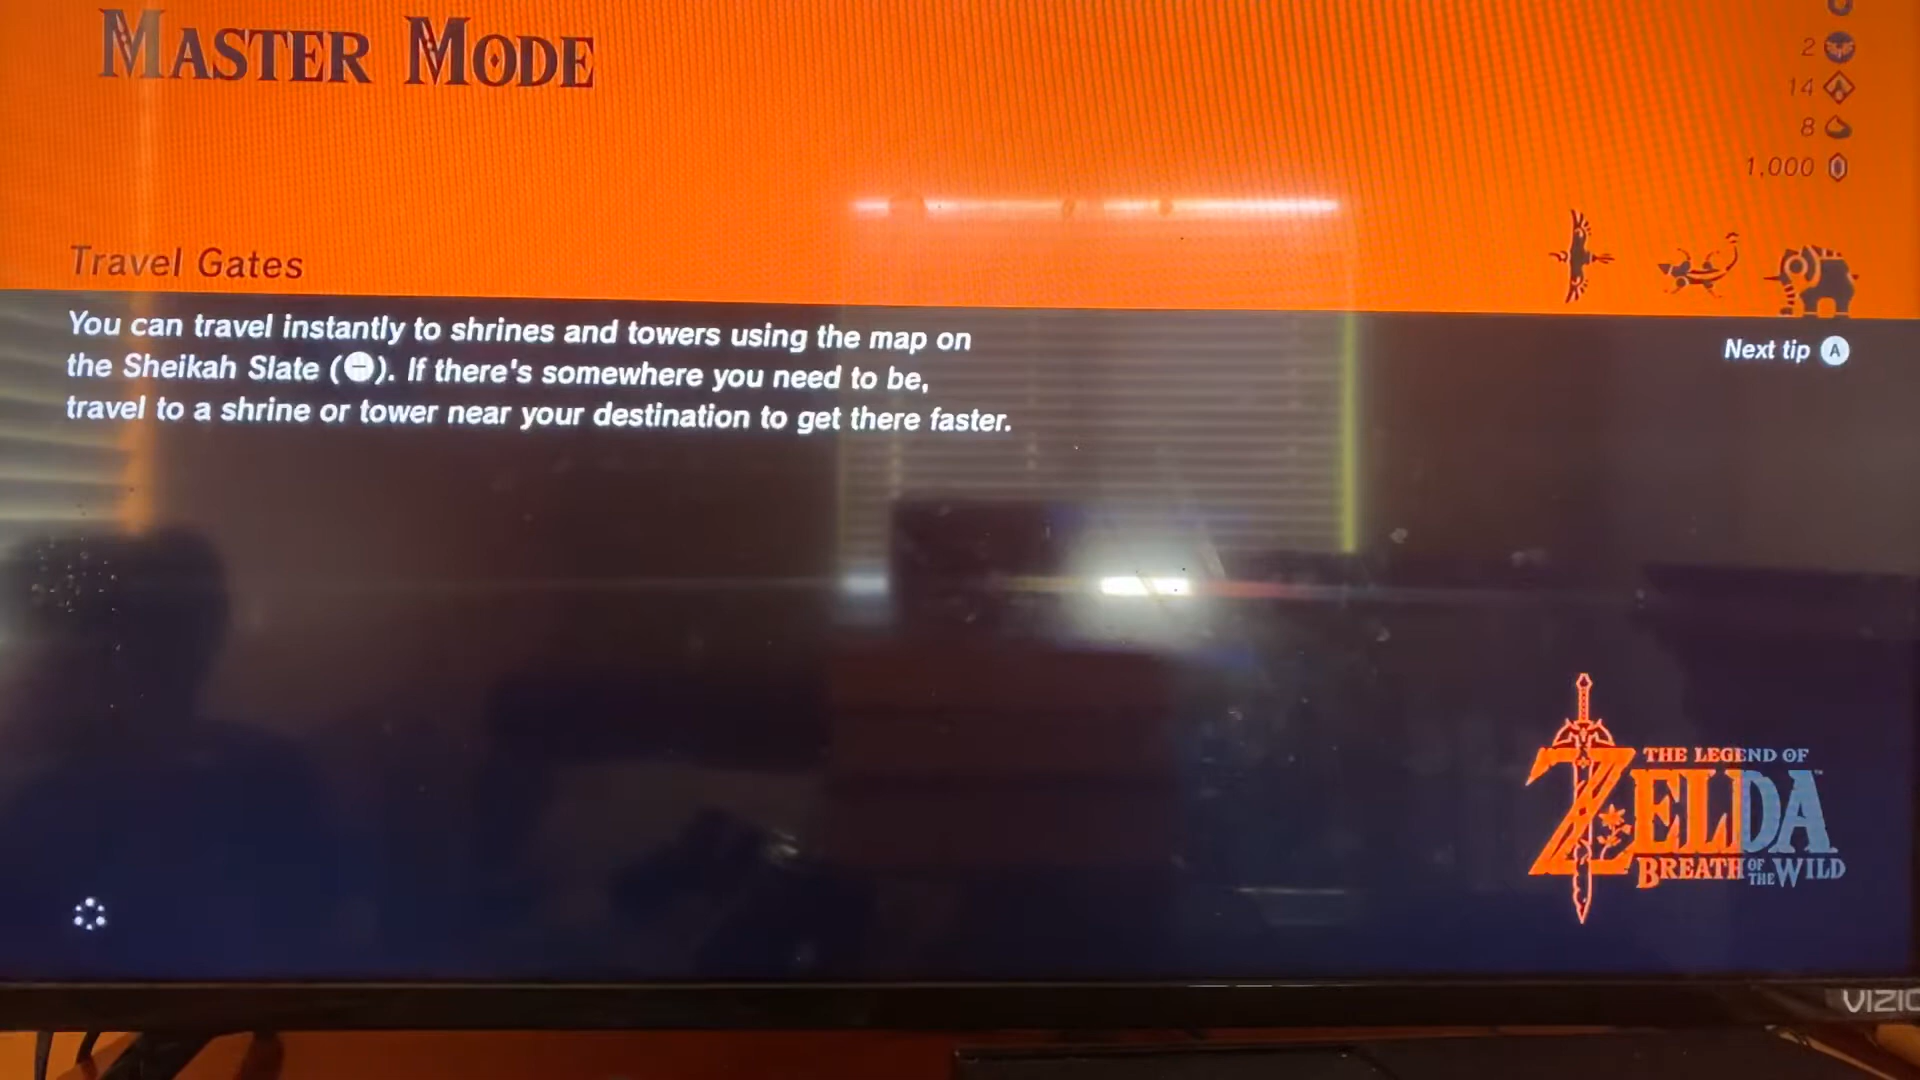 MASTER MODE
2
14
8
1,000
Travel Gates
You can travel instantly to shrines and towers using the map on
the Sheikah Slate (−). If there's somewhere you need to be,
travel to a shrine or tower near your destination to get there faster.
Next tip A
THE LEGEND OF
ZELDA™
BREATH OF THE WILD
VIZIO